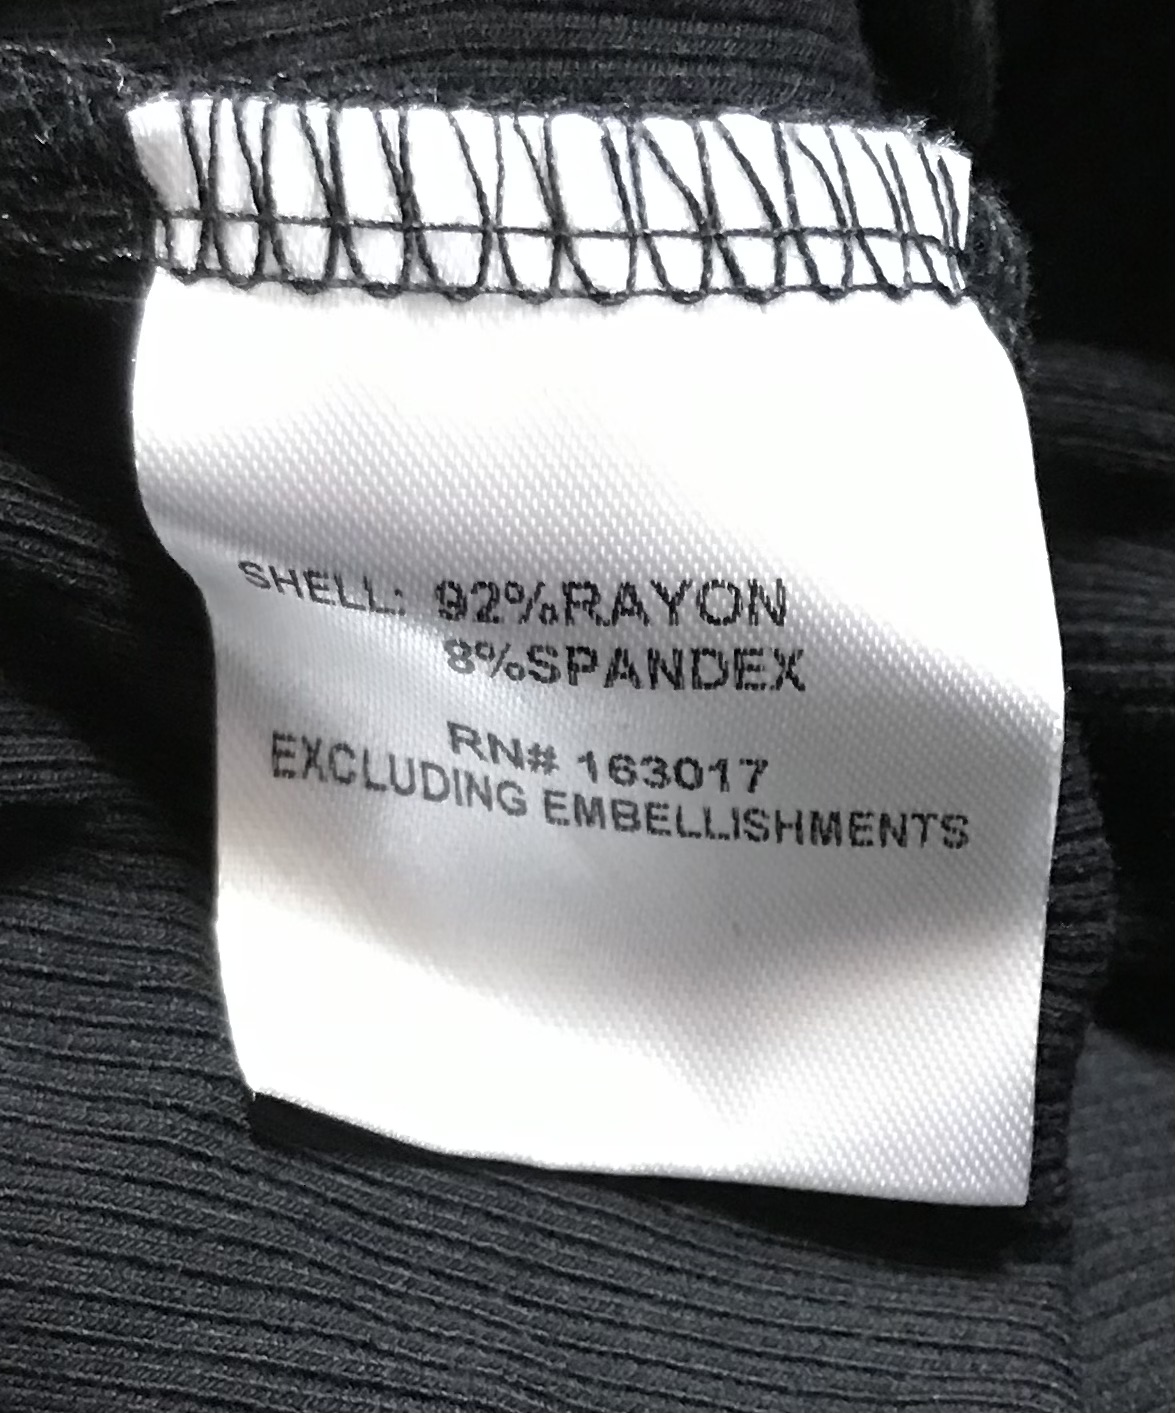 SHELL: 92%RAYON
8%SPANDEX
RN# 163017
EXCLUDING EMBELLISHMENTS